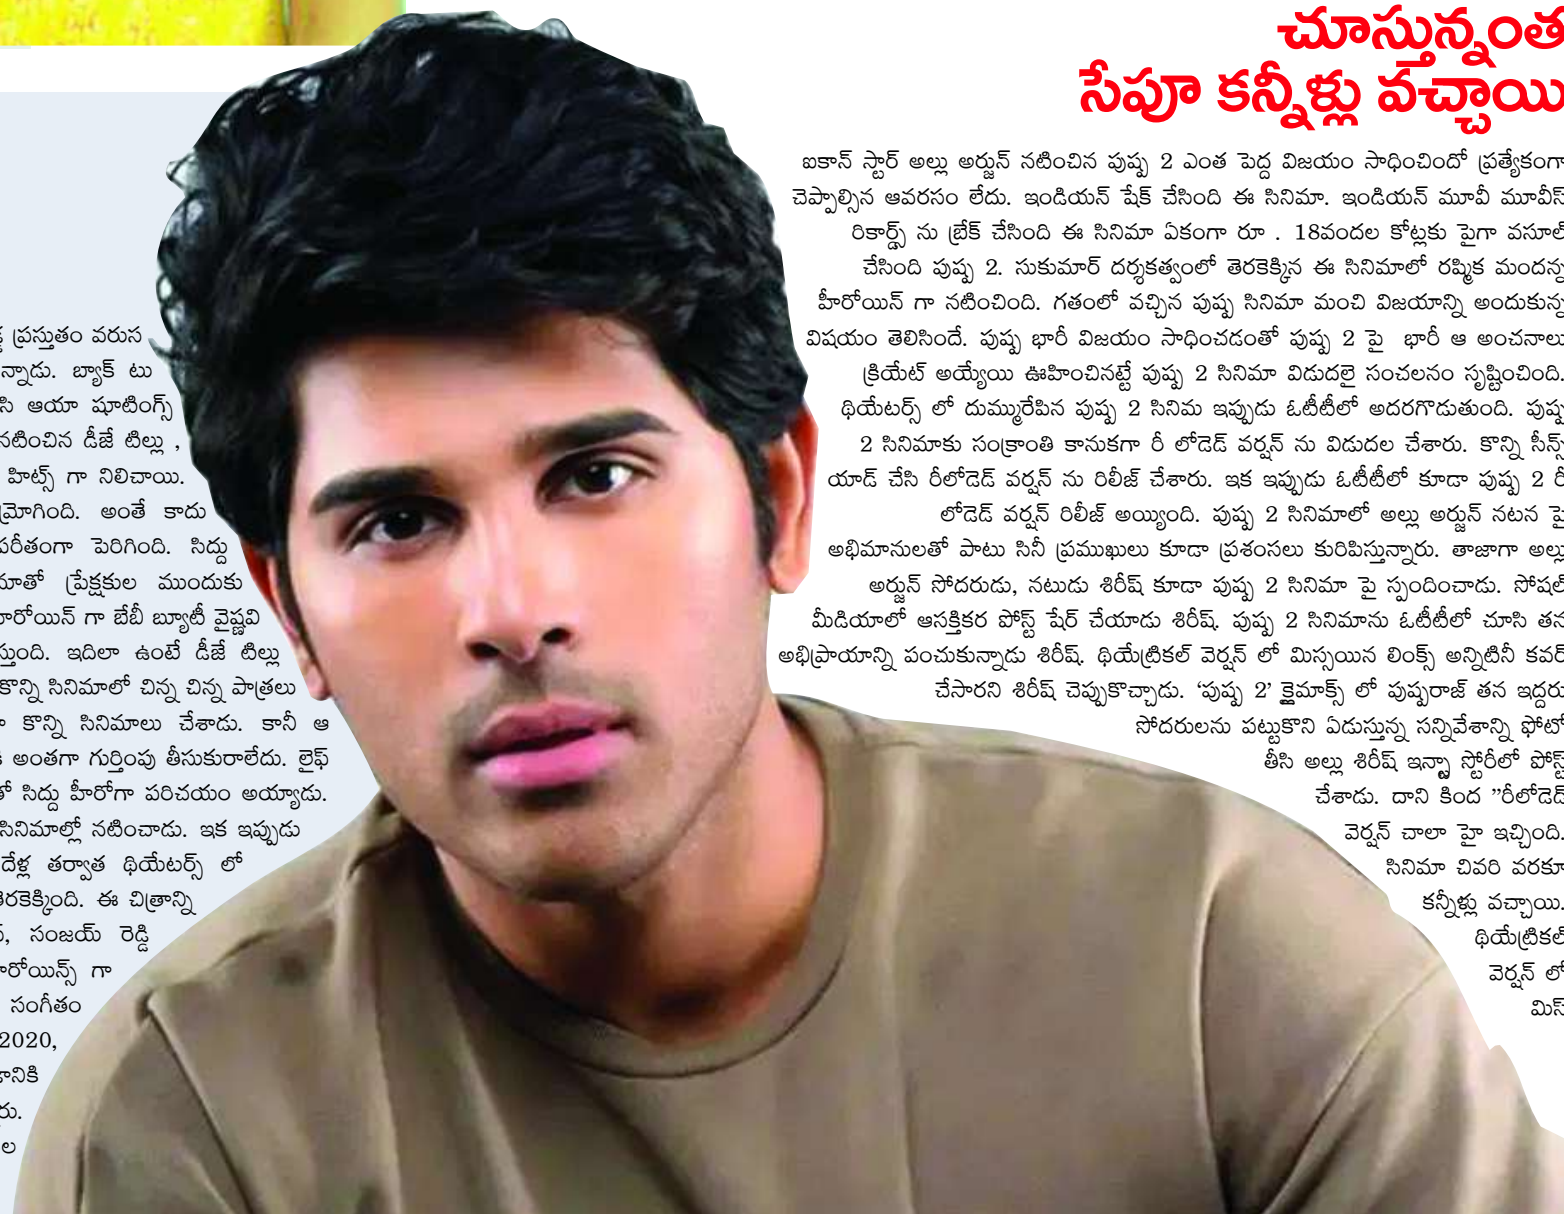 చూస్తున్నంత
సేపూ కన్నీళ్లు వచ్చాయి
ఐకాన్ స్టార్ అల్లు అర్జున్ నటించిన పుష్ప 2 ఎంత పెద్ద విజయం సాధించిందో ప్రత్యేకంగా
చెప్పాల్సిన ఆవరసం లేదు. ఇండియన్ షేక్ చేసింది ఈ సినిమా. ఇండియన్ మూవీ మూవీస్
రికార్డ్స్ ను బ్రేక్ చేసింది ఈ సినిమా ఏకంగా రూ . 18వందల కోట్లకు పైగా వసూల్
చేసింది పుష్ప 2. సుకుమార్ దర్శకత్వంలో తెరకెక్కిన ఈ సినిమాలో రష్మిక మందన్న
హీరోయిన్ గా నటించింది. గతంలో వచ్చిన పుష్ప సినిమా మంచి విజయాన్ని అందుకున్న
విషయం తెలిసిందే. పుష్ప భారీ విజయం సాధించడంతో పుష్ప 2 పై భారీ ఆ అంచనాలు
క్రియేట్ అయ్యేయి ఊహించినట్టే పుష్ప 2 సినిమా విడుదలై సంచలనం సృష్టించింది.
థియేటర్స్ లో దుమ్మురేపిన పుష్ప 2 సినిమ ఇప్పుడు ఓటీటీలో అదరగొడుతుంది. పుష్ప
2 సినిమాకు సంక్రాంతి కానుకగా రీ లోడెడ్ వర్షన్ ను విడుదల చేశారు. కొన్ని సీన్స్
యాడ్ చేసి రీలోడెడ్ వర్షన్ ను రిలీజ్ చేశారు. ఇక ఇప్పుడు ఓటీటీలో కూడా పుష్ప 2 రీ
లోడెడ్ వర్షన్ రిలీజ్ అయ్యింది. పుష్ప 2 సినిమాలో అల్లు అర్జున్ నటన పై
అభిమానులతో పాటు సినీ ప్రముఖులు కూడా ప్రశంసలు కురిపిస్తున్నారు. తాజాగా అల్లు
అర్జున్ సోదరుడు, నటుడు శిరీష్ కూడా పుష్ప 2 సినిమా పై స్పందించాడు. సోషల్
మీడియాలో ఆసక్తికర పోస్ట్ షేర్ చేయాడు శిరీష్. పుష్ప 2 సినిమాను ఓటీటీలో చూసి తన
అభిప్రాయాన్ని పంచుకున్నాడు శిరీష్. థియేట్రికల్ వెర్షన్ లో మిస్సయిన లింక్స్ అన్నిటినీ కవర్
చేసారని శిరీష్ చెప్పుకొచ్చాడు. ‘పుష్ప 2’ క్లైమాక్స్ లో పుష్పరాజ్ తన ఇద్దరు
సోదరులను పట్టుకొని ఏడుస్తున్న సన్నివేశాన్ని ఫోటో
తీసి అల్లు శిరీష్ ఇన్స్టా స్టోరీలో పోస్ట్
చేశాడు. దాని కింద ”రీలోడెడ్
వెర్షన్ చాలా హై ఇచ్చింది.
సినిమా చివరి వరకూ
కన్నీళ్లు వచ్చాయి.
థియేట్రికల్
వెర్షన్ లో
మిస్
ప్రస్తుతం వరుస
న్నాడు. బ్యాక్ టు
సి ఆయా షూటింగ్స్
నటించిన డీజే టిల్లు ,
హిట్స్ గా నిలిచాయి.
మ్రోగింది. అంతే కాదు
పరీతంగా పెరిగింది. సిద్దు
మాతో ప్రేక్షకుల ముందుకు
రోయిన్ గా బేబీ బ్యూటీ వైష్ణవి
స్తుంది. ఇదిలా ఉంటే డీజే టిల్లు
కొన్ని సినిమాలో చిన్న చిన్న పాత్రలు
కొన్ని సినిమాలు చేశాడు. కానీ ఆ
అంతగా గుర్తింపు తీసుకురాలేదు. లైఫ్
తో సిద్దు హీరోగా పరిచయం అయ్యాడు.
సినిమాల్లో నటించాడు. ఇక ఇప్పుడు
దేళ్ల తర్వాత థియేటర్స్ లో
తెరకెక్కింది. ఈ చిత్రాన్ని
సంజయ్ రెడ్డి
రోయిన్స్ గా
సంగీతం
2020,
డానికి
రు.
ల